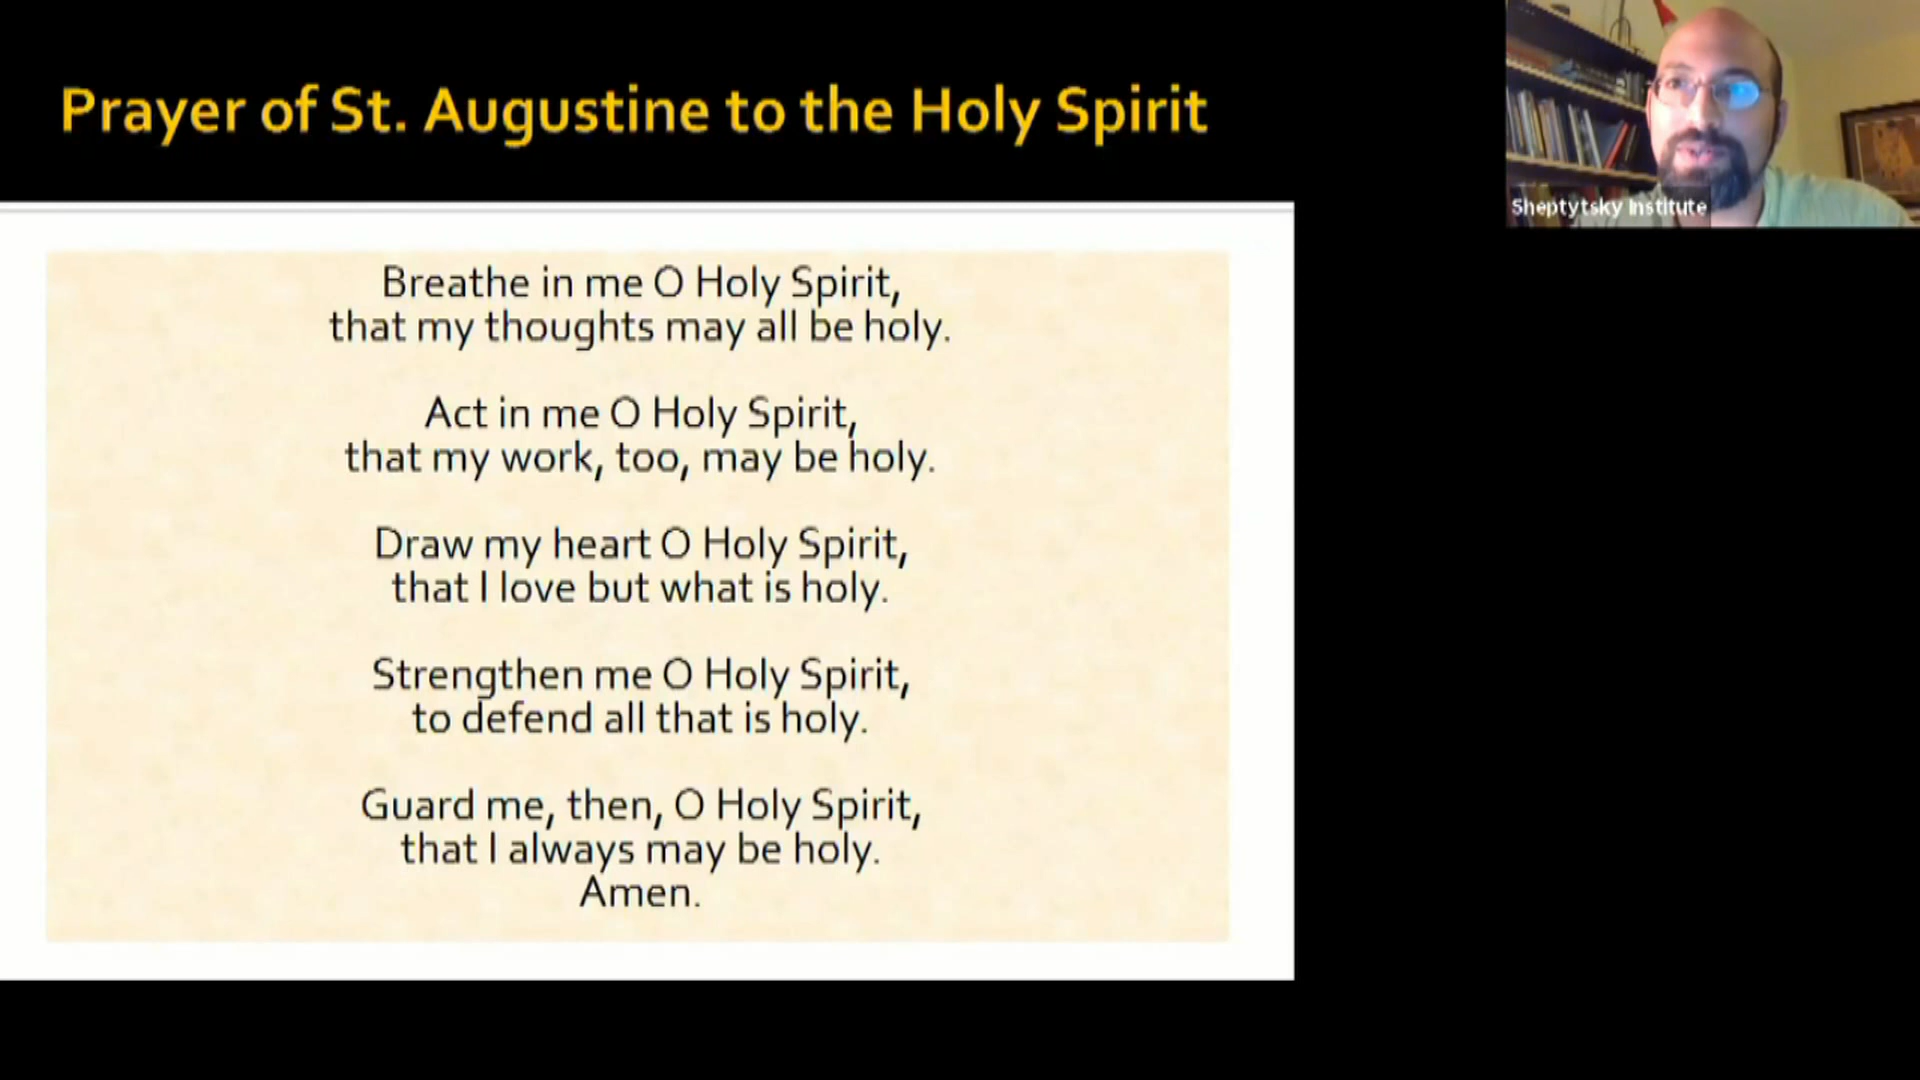 Prayer of St. Augustine to the Holy Spirit
Sheptytsky Institute
Breathe in me O Holy Spirit,
that my thoughts may all be holy.
Act in me O Holy Spirit,
that my work, too, may be holy.
Draw my heart O Holy Spirit,
that I love but what is holy.
Strengthen me O Holy Spirit,
to defend all that is holy.
Guard me, then, O Holy Spirit,
that I always may be holy.
Amen.